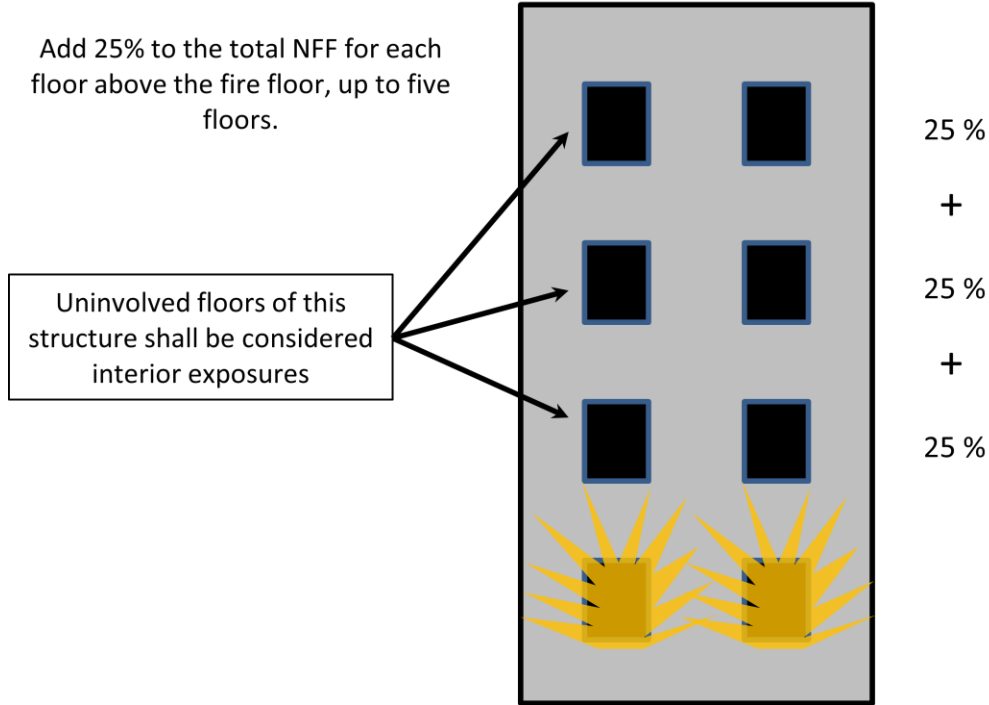 Add 25% to the total NFF for each
floor above the fire floor, up to five
floors.
25 %
+
Uninvolved floors of this
structure shall be considered
interior exposures
25 %
+
25 %